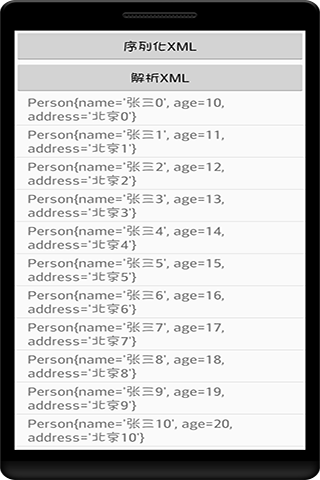 序列化XML
解析XML
Person{name='张三0', age=10,
address='北京0'}
Person{name='张三1', age=11,
address='北京1'}
Person{name='张三2', age=12,
address='北京2'}
Person{name='张三3', age=13,
address='北京3'}
Person{name='张三4', age=14,
address='北京4'}
Person{name='张三5', age=15,
address='北京5'}
Person{name='张三6', age=16,
address='北京6'}
Person{name='张三7', age=17,
address='北京7'}
Person{name='张三8', age=18,
address='北京8'}
Person{name='张三9', age=19,
address='北京9'}
Person{name='张三10', age=20,
address='北京10'}